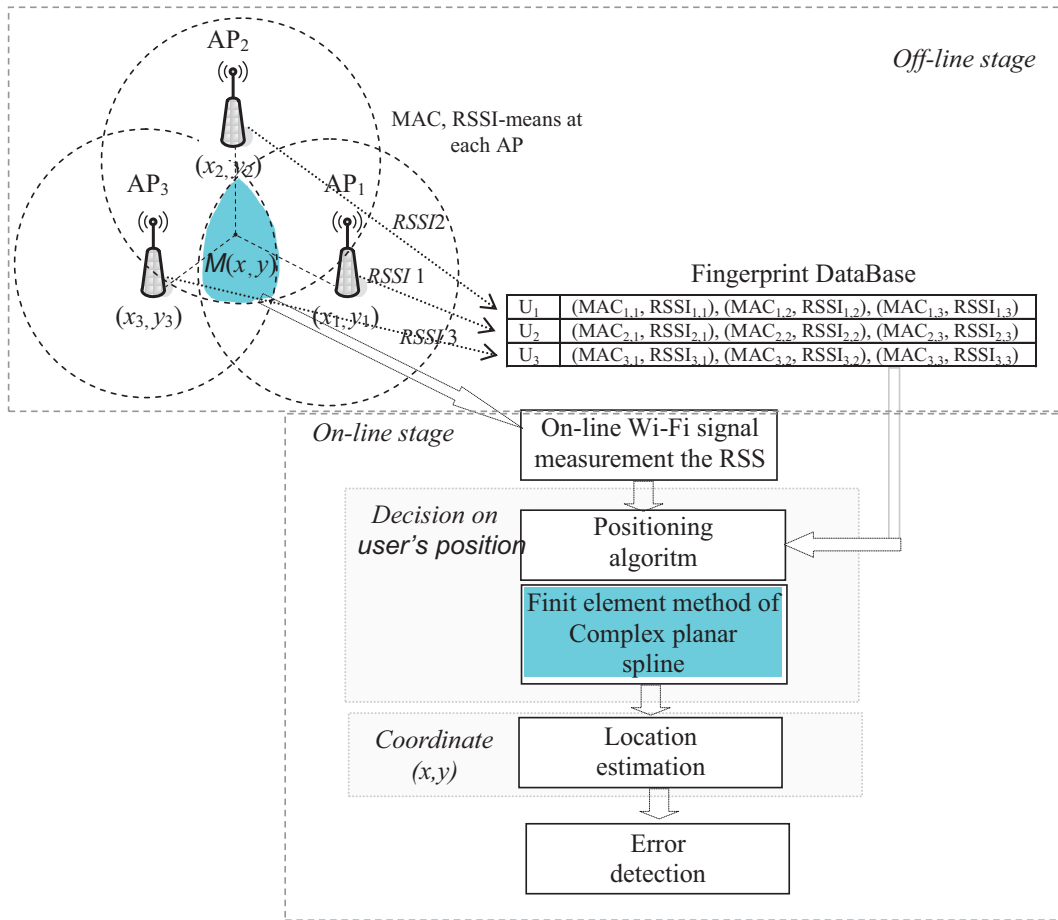 AP₂
Off-line stage
MAC, RSSI-means at
each AP
(x₂, y₂)
AP₃
AP₁
RSSI2
M(x, y)
RSSI 1
(x₃, y₃)
(x₁, y₁)
RSSI 3
Fingerprint DataBase
U₁ (MAC₁,₁, RSSI₁,₁), (MAC₁,₂, RSSI₁,₂), (MAC₁,₃, RSSI₁,₃)
U₂ (MAC₂,₁, RSSI₂,₁), (MAC₂,₂, RSSI₂,₂), (MAC₂,₃, RSSI₂,₃)
U₃ (MAC₃,₁, RSSI₃,₁), (MAC₃,₂, RSSI₃,₂), (MAC₃,₃, RSSI₃,₃)
On-line stage
On-line Wi-Fi signal
measurement the RSS
Decision on
user's position
Positioning
algoritm
Finit element method of
Complex planar
spline
Coordinate
(x,y)
Location
estimation
Error
detection